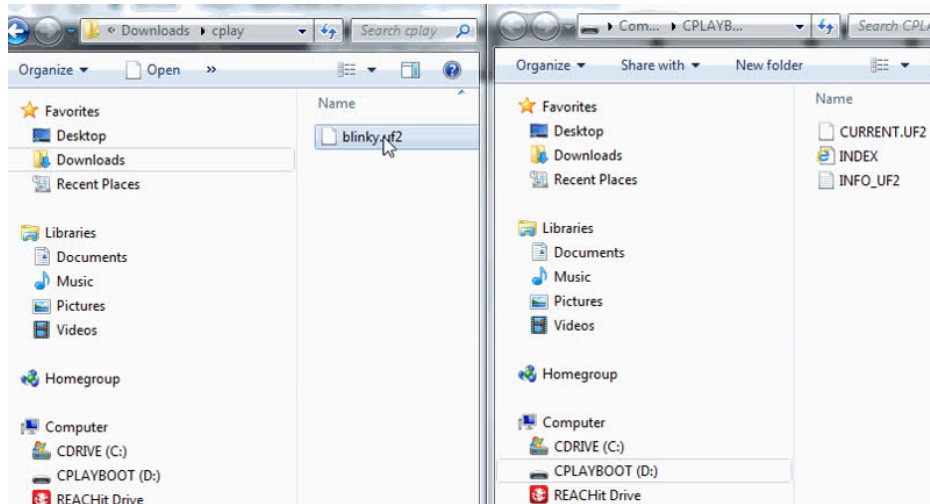 « Downloads › cplay
Search cplay
Organize
Open
»
Favorites
Desktop
Downloads
Recent Places
Libraries
Documents
Music
Pictures
Videos
Homegroup
Computer
CDRIVE (C:)
CPLAYBOOT (D:)
REACHit Drive
Name
blinky.uf2
Com... › CPLAYB...
Search CPLA
Organize
Share with
New folder
Favorites
Desktop
Downloads
Recent Places
Libraries
Documents
Music
Pictures
Videos
Homegroup
Computer
CDRIVE (C:)
CPLAYBOOT (D:)
REACHit Drive
Name
CURRENT.UF2
INDEX
INFO_UF2